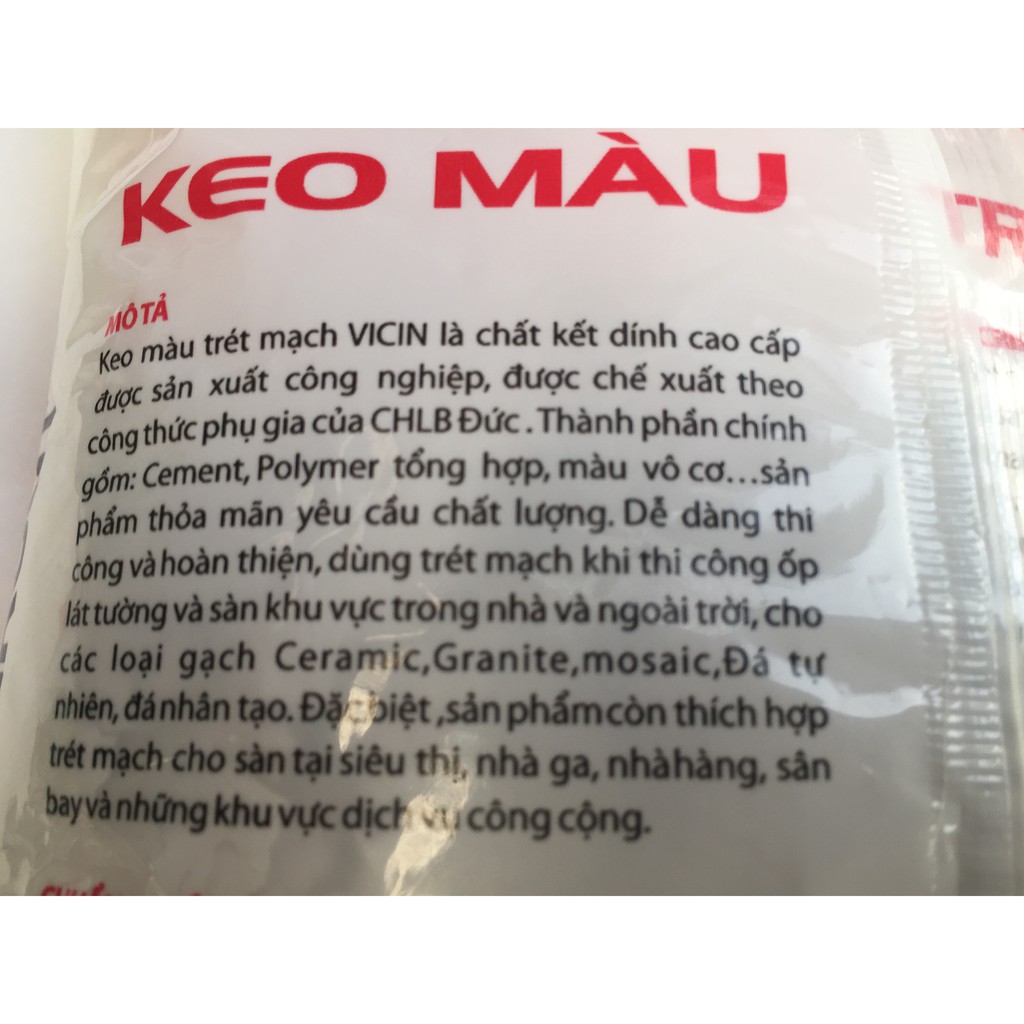 KEO MÀU
MÔ TẢ
Keo màu trét mạch VICIN là chất kết dính cao cấp
được sản xuất công nghiệp, được chế xuất theo
công thức phụ gia của CHLB Đức . Thành phần chính
gồm: Cement, Polymer tổng hợp, màu vô cơ...sản
phẩm thỏa mãn yêu cầu chất lượng. Dễ dàng thi
công và hoàn thiện, dùng trét mạch khi thi công ốp
lát tường và sàn khu vực trong nhà và ngoài trời, cho
các loại gạch Ceramic,Granite,mosaic,Đá tự
nhiên, đá nhân tạo. Đặc biệt ,sản phẩm còn thích hợp
trét mạch cho sàn tại siêu thị, nhà ga, nhà hàng, sân
bay và những khu vực dịch vụ công cộng.
TR